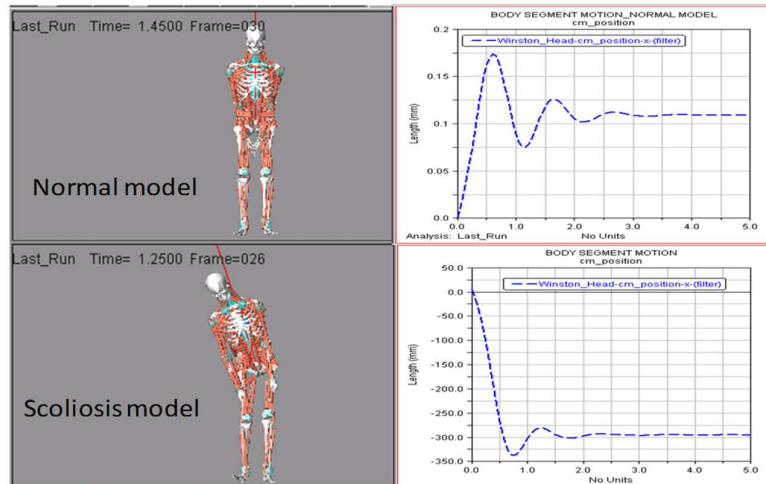 Last_Run Time= 1.4500 Frame=030
Normal model
BODY SEGMENT MOTION_NORMAL MODEL
cm_position
Winston_Head-cm_position-x-(filter)
Length (mm)
0.2
0.15
0.1
0.05
0.0
0.0 1.0 2.0 3.0 4.0 5.0
Analysis: Last_Run No Units
Last_Run Time= 1.2500 Frame=026
Scoliosis model
BODY SEGMENT MOTION
cm_position
Winston_Head-cm_position-x-(filter)
Length (mm)
50.0
0.0
-50.0
-100.0
-150.0
-200.0
-250.0
-300.0
-350.0
0.0 1.0 2.0 3.0 4.0 5.0
No Units